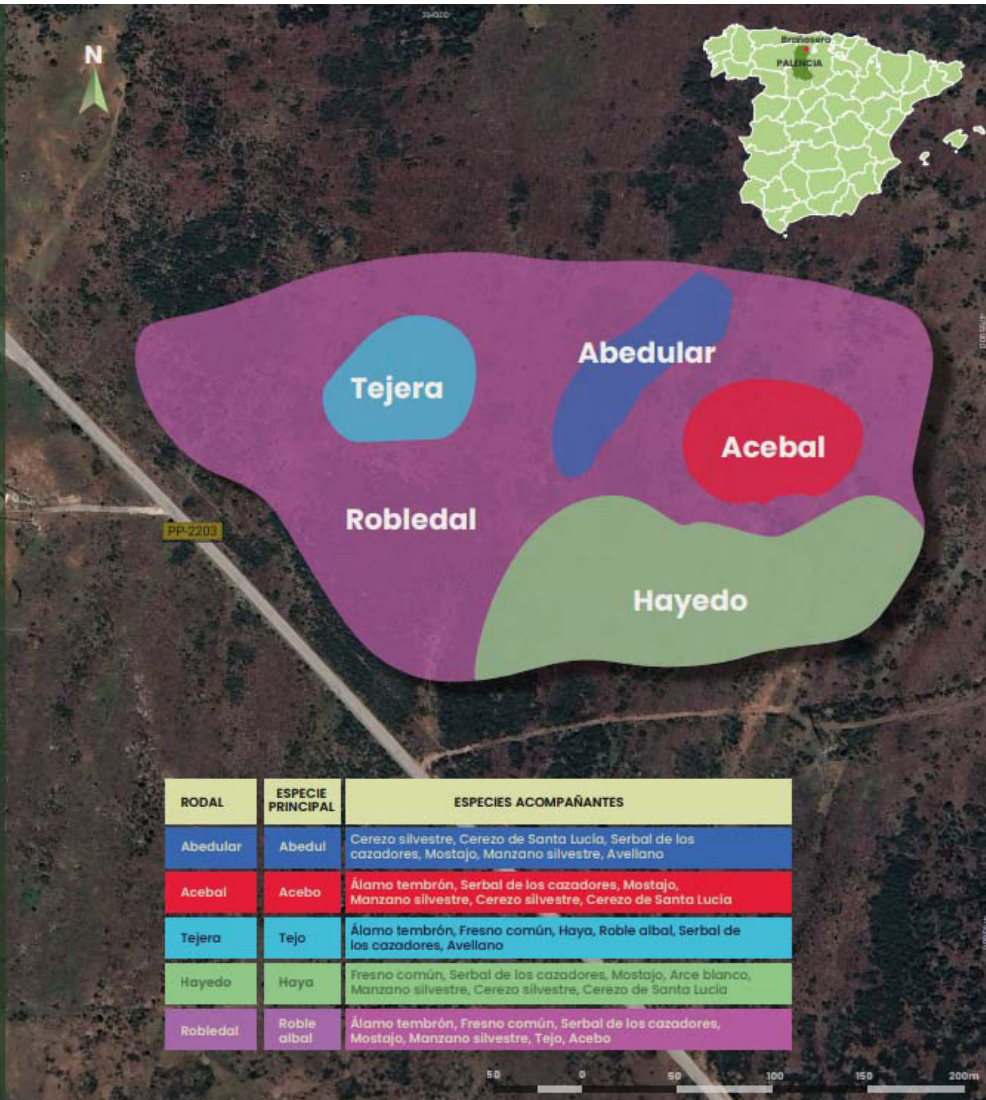 N
Brañosera
PALENCIA
Abedular
Tejera
Acebal
Robledal
PP-2203
Hayedo
RODAL
ESPECIE
PRINCIPAL
ESPECIES ACOMPAÑANTES
Abedular
Abedul
Cerezo silvestre, Cerezo de Santa Lucía, Serbal de los
cazadores, Mostajo, Manzano silvestre, Avellano
Acebal
Acebo
Álamo tembrón, Serbal de los cazadores, Mostajo,
Manzano silvestre, Cerezo silvestre, Cerezo de Santa Lucía
Tejera
Tejo
Álamo tembrón, Fresno común, Haya, Roble albal, Serbal de
los cazadores, Avellano
Hayedo
Haya
Fresno común, Serbal de los cazadores, Mostajo, Arce blanco,
Manzano silvestre, Cerezo silvestre, Cerezo de Santa Lucía
Robledal
Roble
albal
Álamo tembrón, Fresno común, Serbal de los cazadores,
Mostajo, Manzano silvestre, Tejo, Acebo
50 0 50 100 150 200m